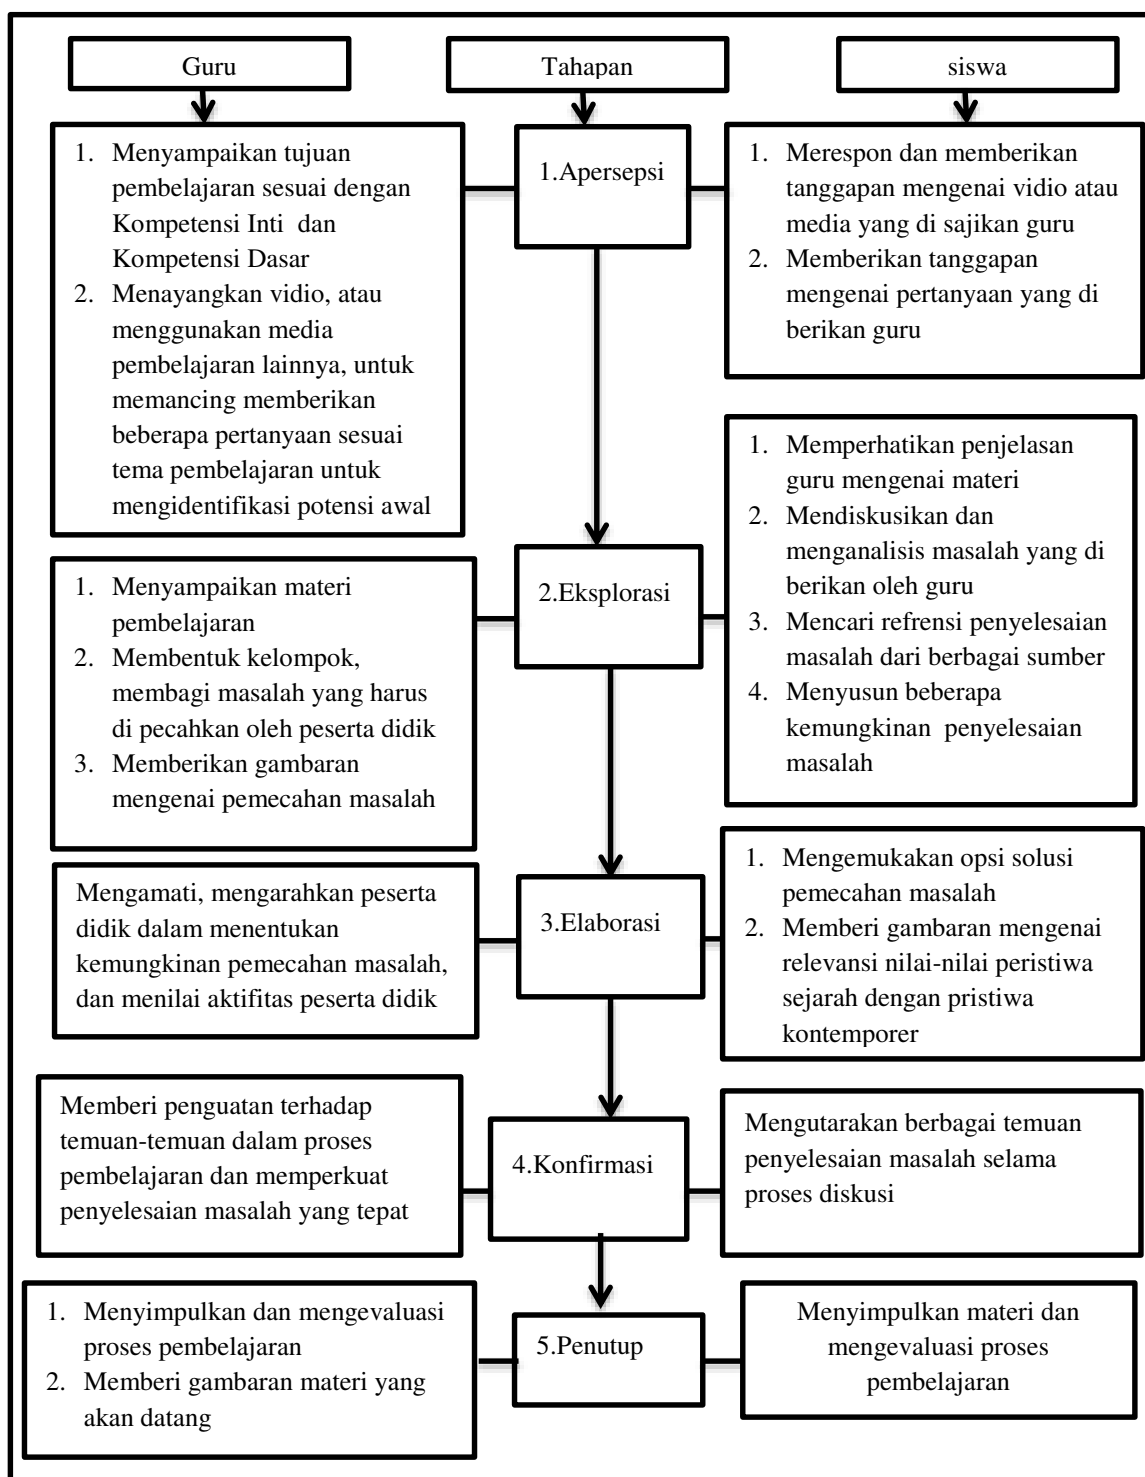 Guru
Tahapan
siswa
1. Menyampaikan tujuan
pembelajaran sesuai dengan
Kompetensi Inti dan
Kompetensi Dasar
2. Menayangkan vidio, atau
menggunakan media
pembelajaran lainnya, untuk
memancing memberikan
beberapa pertanyaan sesuai
tema pembelajaran untuk
mengidentifikasi potensi awal
1.Apersepsi
1. Merespon dan memberikan
tanggapan mengenai vidio atau
media yang di sajikan guru
2. Memberikan tanggapan
mengenai pertanyaan yang di
berikan guru
1. Menyampaikan materi
pembelajaran
2. Membentuk kelompok,
membagi masalah yang harus
di pecahkan oleh peserta didik
3. Memberikan gambaran
mengenai pemecahan masalah
2.Eksplorasi
1. Memperhatikan penjelasan
guru mengenai materi
2. Mendiskusikan dan
menganalisis masalah yang di
berikan oleh guru
3. Mencari refrensi penyelesaian
masalah dari berbagai sumber
4. Menyusun beberapa
kemungkinan penyelesaian
masalah
Mengamati, mengarahkan peserta
didik dalam menentukan
kemungkinan pemecahan masalah,
dan menilai aktifitas peserta didik
3.Elaborasi
1. Mengemukakan opsi solusi
pemecahan masalah
2. Memberi gambaran mengenai
relevansi nilai-nilai peristiwa
sejarah dengan pristiwa
kontemporer
Memberi penguatan terhadap
temuan-temuan dalam proses
pembelajaran dan memperkuat
penyelesaian masalah yang tepat
4.Konfirmasi
Mengutarakan berbagai temuan
penyelesaian masalah selama
proses diskusi
1. Menyimpulkan dan mengevaluasi
proses pembelajaran
2. Memberi gambaran materi yang
akan datang
5.Penutup
Menyimpulkan materi dan
mengevaluasi proses
pembelajaran